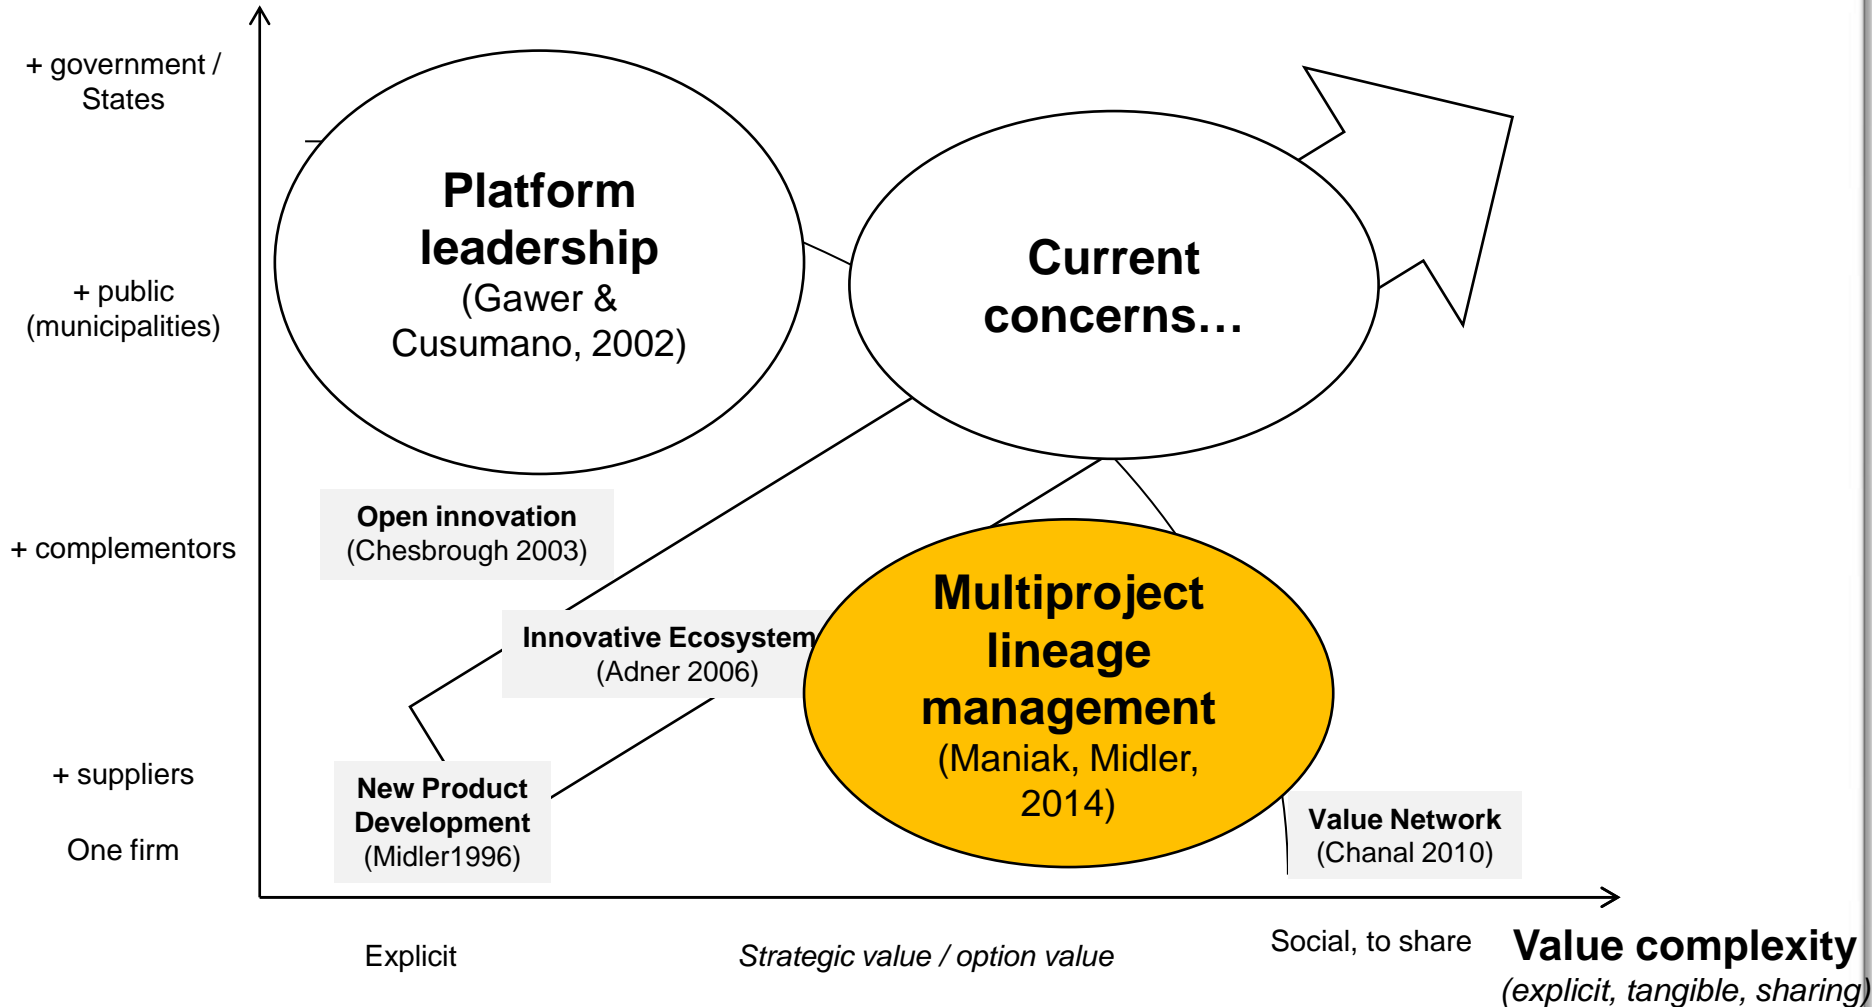 + government /
States
+ public
(municipalities)
+ complementors
+ suppliers
One firm
Platform
leadership
(Gawer &
Cusumano, 2002)
Current
concerns…
Open innovation
(Chesbrough 2003)
Innovative Ecosystem
(Adner 2006)
Multiproject
lineage
management
(Maniak, Midler,
2014)
New Product
Development
(Midler1996)
Value Network
(Chanal 2010)
Explicit
Strategic value / option value
Social, to share
Value complexity
(explicit, tangible, sharing)